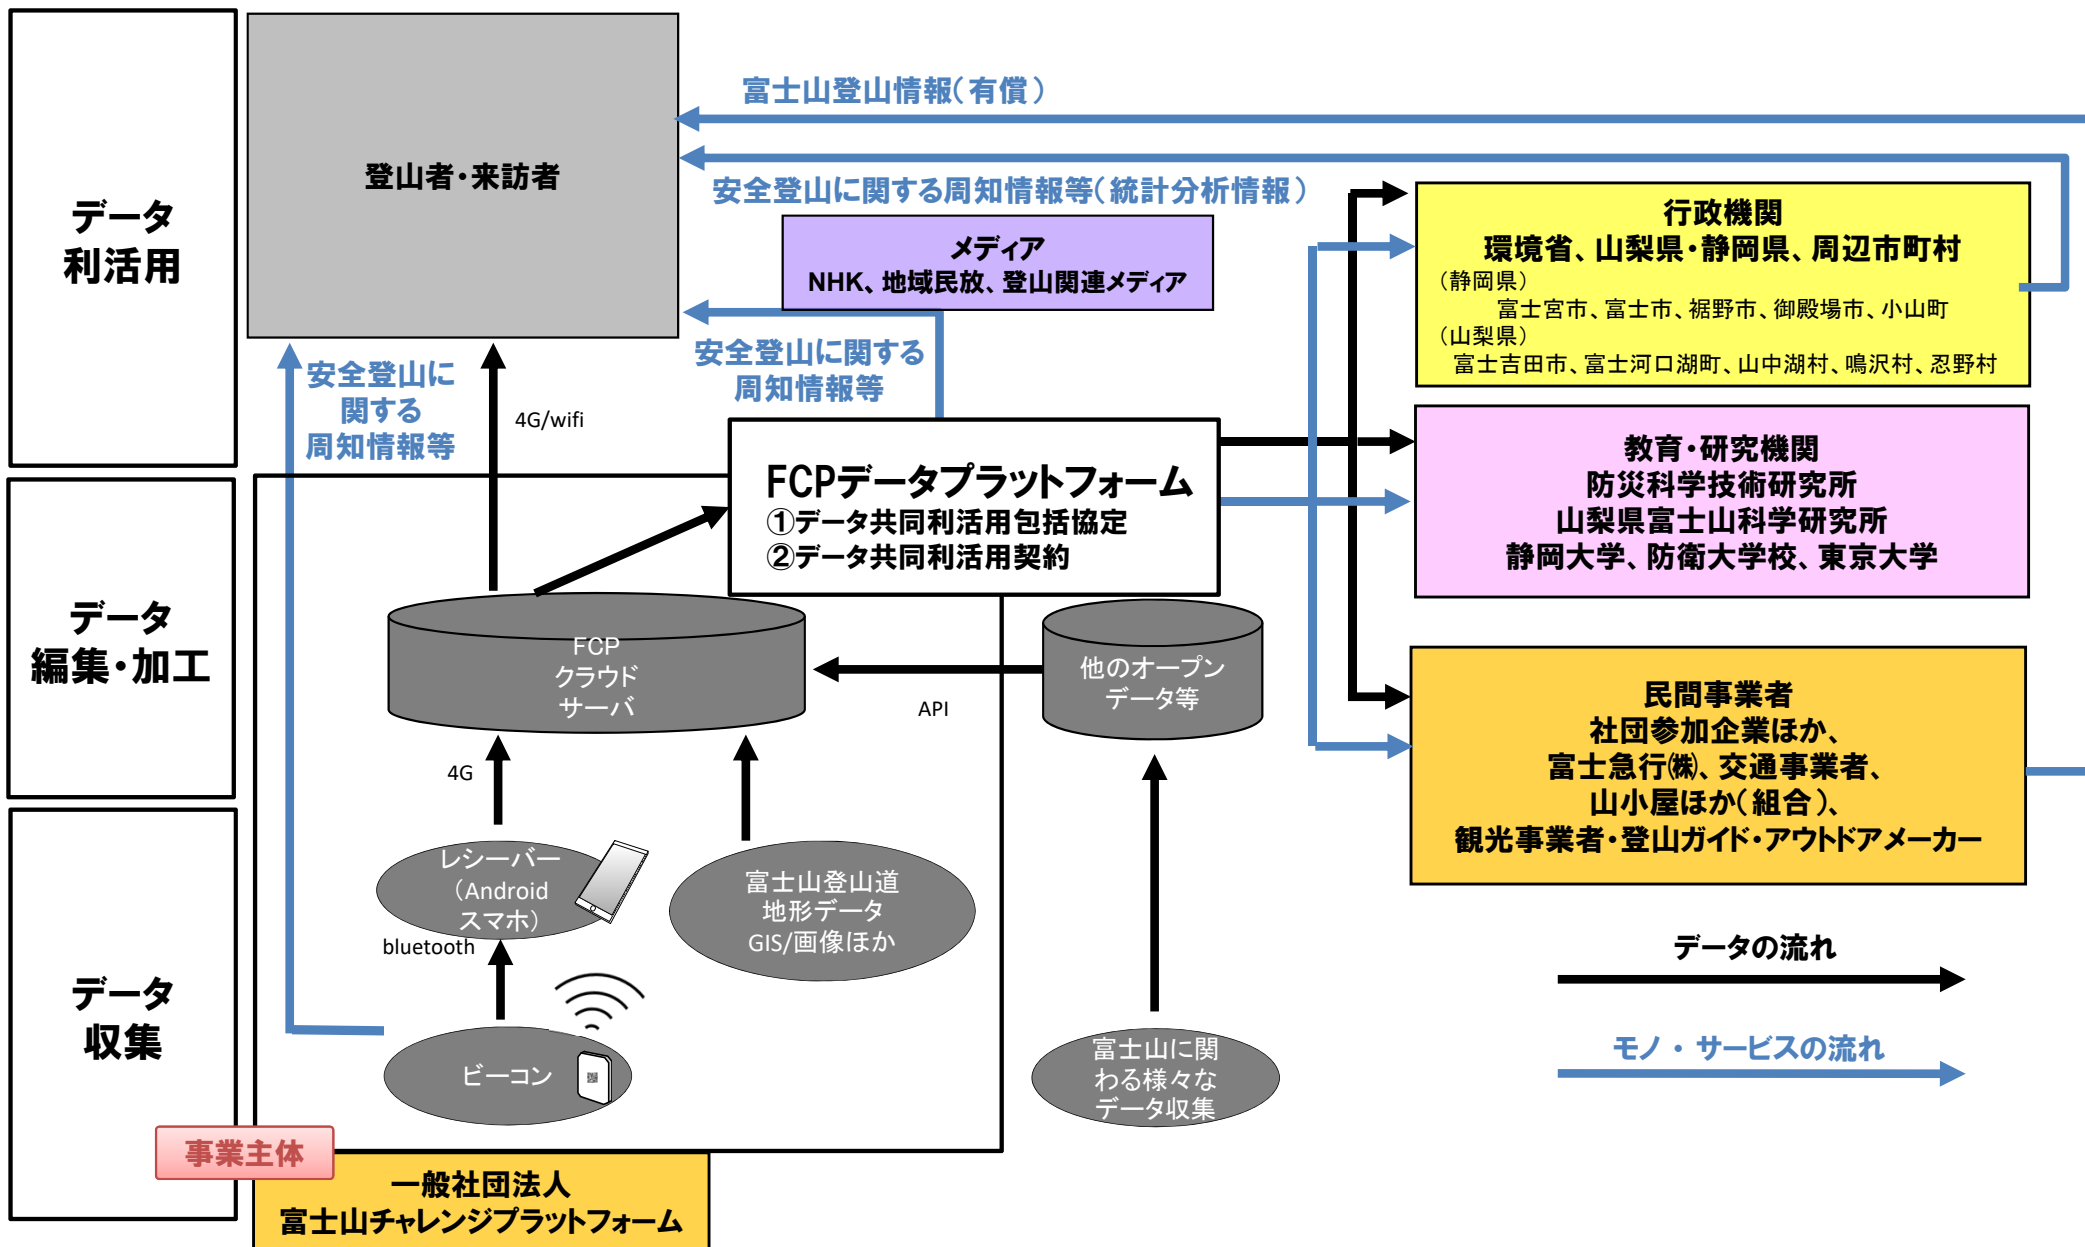 データ
利活用
登山者・来訪者
富士山登山情報(有償)
安全登山に関する周知情報等(統計分析情報)
メディア
NHK、地域民放、登山関連メディア
行政機関
環境省、山梨県・静岡県、周辺市町村
(静岡県)
富士宮市、富士市、裾野市、御殿場市、小山町
(山梨県)
富士吉田市、富士河口湖町、山中湖村、鳴沢村、忍野村
安全登山に
関する
周知情報等
4G/wifi
安全登山に関する
周知情報等
FCPデータプラットフォーム
①データ共同利活用包括協定
②データ共同利活用契約
教育・研究機関
防災科学技術研究所
山梨県富士山科学研究所
静岡大学、防衛大学校、東京大学
データ
編集・加工
FCP
クラウド
サーバ
API
他のオープン
データ等
民間事業者
社団参加企業ほか、
富士急行㈱、交通事業者、
山小屋ほか(組合)、
観光事業者・登山ガイド・アウトドアメーカー
4G
データ
収集
レシーバー
(Android
スマホ)
bluetooth
富士山登山道
地形データ
GIS/画像ほか
ビーコン
富士山に関
わる様々な
データ収集
データの流れ
モノ・サービスの流れ
事業主体
一般社団法人
富士山チャレンジプラットフォーム